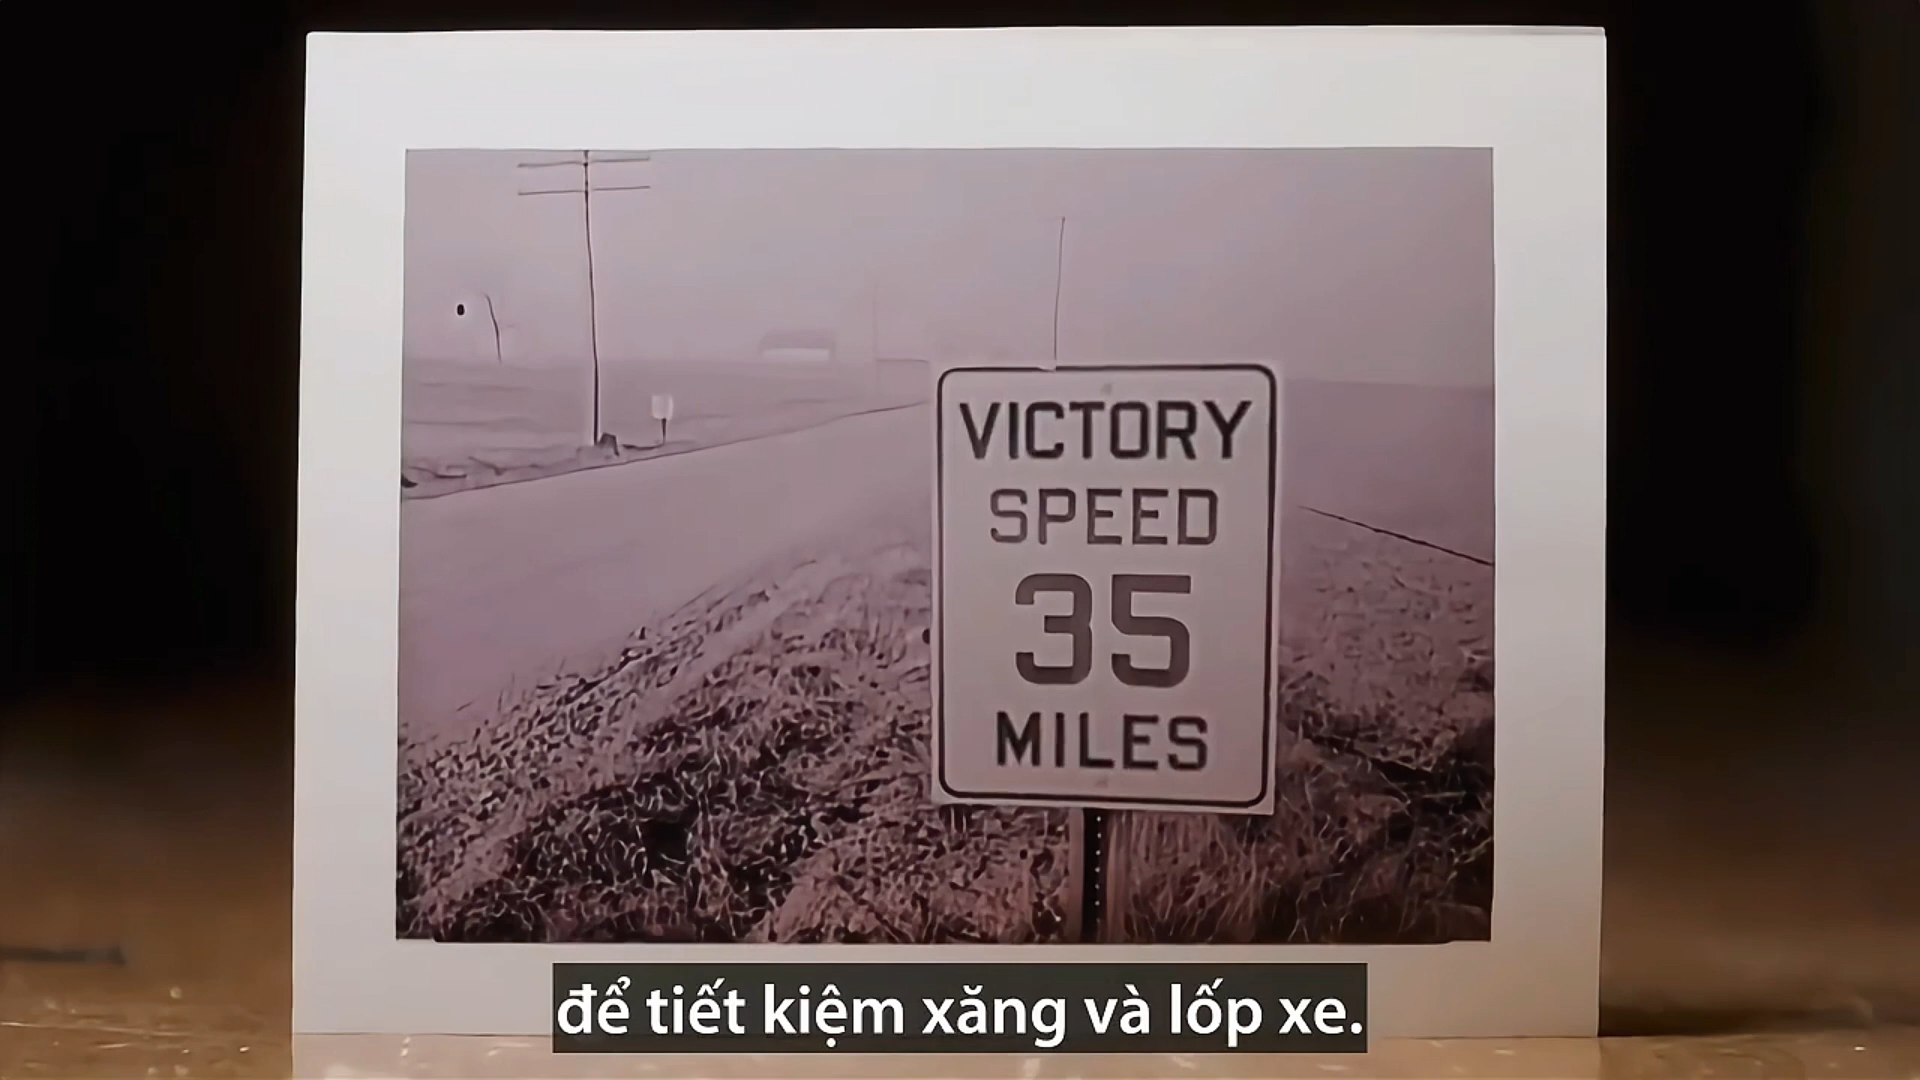 VICTORY
SPEED
35
MILES
để tiết kiệm xăng và lốp xe.